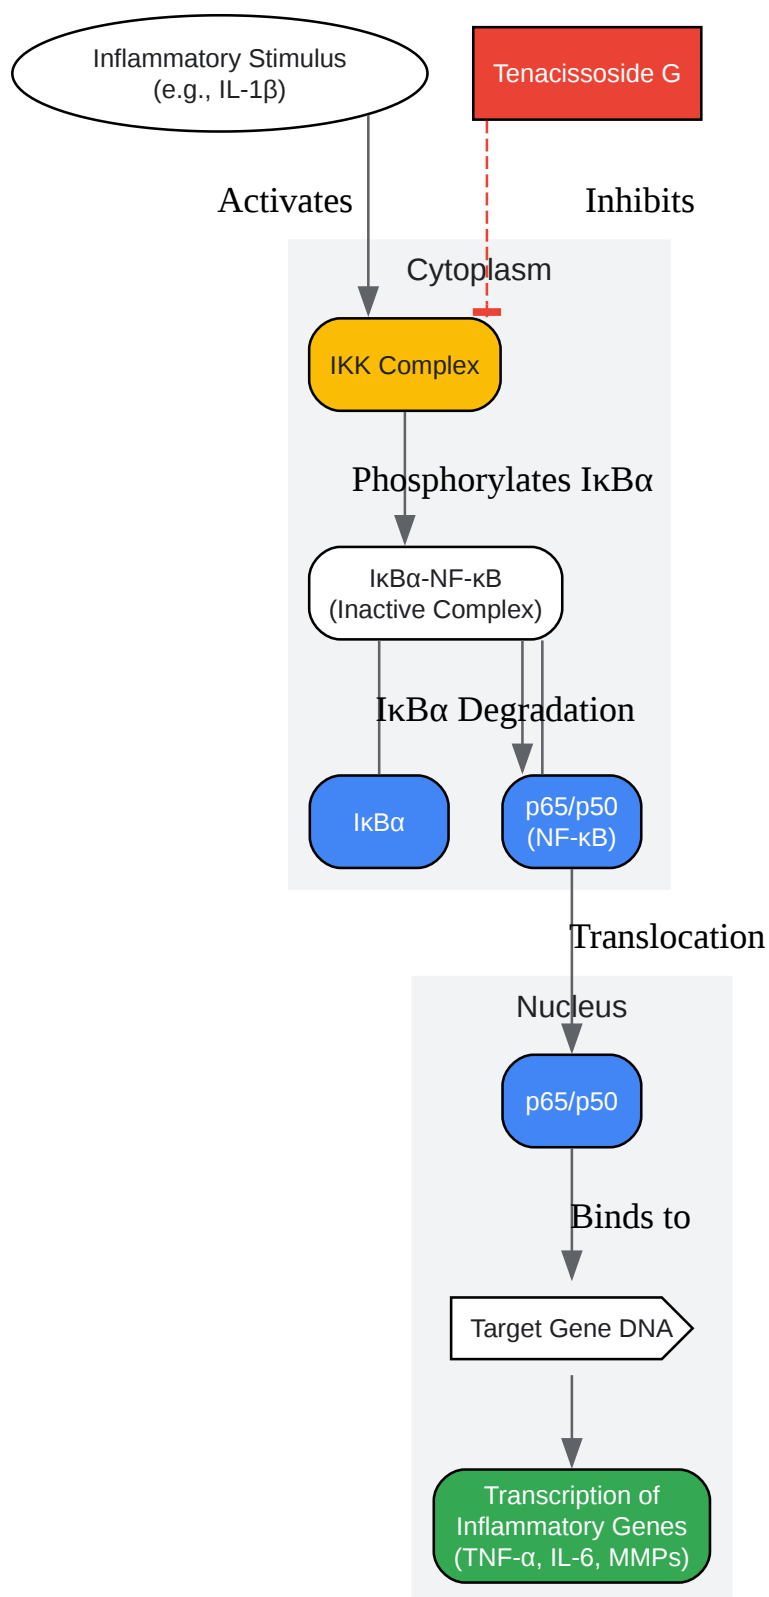 Inflammatory Stimulus
(e.g., IL-1β)
Tenacissoside G
Activates
Inhibits
Cytoplasm
IKK Complex
Phosphorylates IκBα
IκBα-NF-κB
(Inactive Complex)
IκBα Degradation
IκBα
p65/p50
(NF-κB)
Translocation
Nucleus
p65/p50
Binds to
Target Gene DNA
Transcription of
Inflammatory Genes
(TNF-α, IL-6, MMPs)